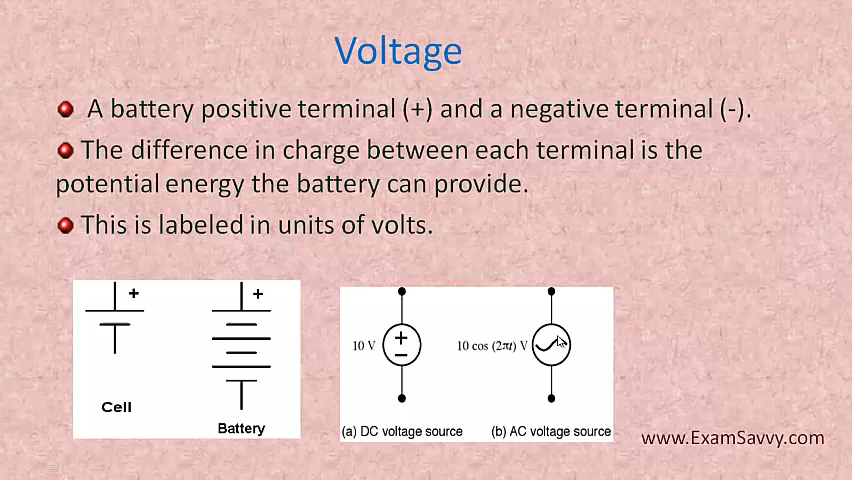 Voltage
A battery positive terminal (+) and a negative terminal (-).
The difference in charge between each terminal is the
potential energy the battery can provide.
This is labeled in units of volts.
+
+
Cell
Battery
10 V
+
−
10 cos (2πt) V
(a) DC voltage source
(b) AC voltage source
www.ExamSavvy.com